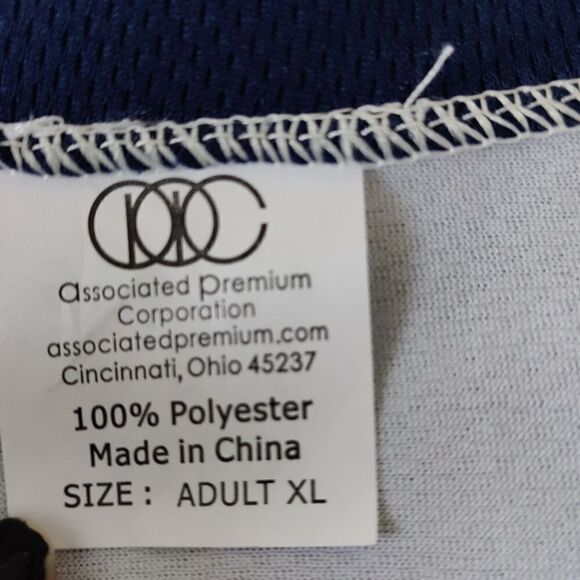 associated premium
Corporation
associatedpremium.com
Cincinnati, Ohio 45237
100% Polyester
Made in China
SIZE : ADULT XL